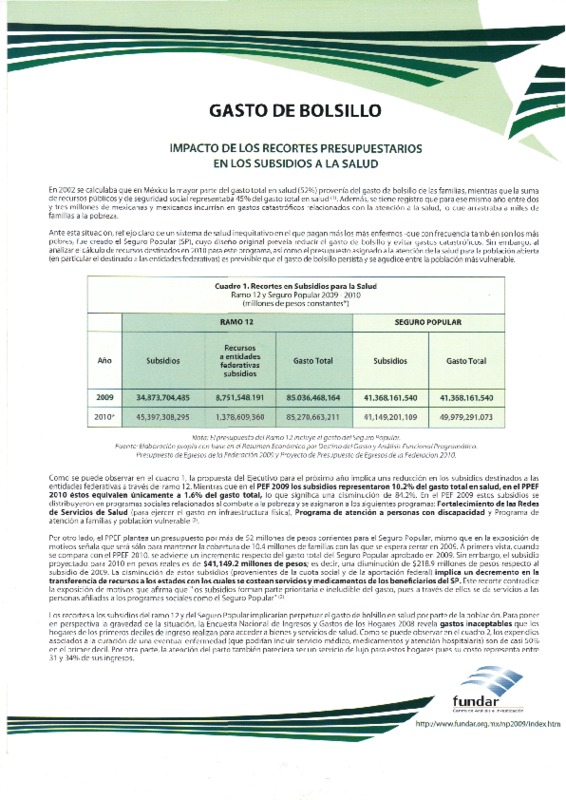 GASTO DE BOLSILLO
IMPACTO DE LOS RECORTES PRESUPUESTARIOS
EN LOS SUBSIDIOS A LA SALUD
En 2002 se calculaba que en México la mayor parte del gasto total en salud (52%) provenía del gasto de bolsillo de las familias, mientras que la suma
de recursos públicos y de seguridad social representaba 45% del gasto total en salud (1). Además, se tiene registro que para ese mismo año entre dos
y tres millones de mexicanas y mexicanos incurrían en gastos catastróficos relacionados con la atención a la salud, lo que arrastraba a miles de
familias a la pobreza.
Ante esta situación, reflejo claro de un sistema de salud inequitativo en el que pagan más los más enfermos -que con frecuencia también son los más
pobres, fue creado el Seguro Popular (SP), cuyo diseño original preveía reducir el gasto de bolsillo y evitar gastos catastróficos. Sin embargo, al
analizar el cálculo de recursos destinados en 2010 para este programa, así como el presupuesto asignado a la atención de la salud para la población abierta
(en particular el destinado a las entidades federativas) es previsible que el gasto de bolsillo persista y se agudice entre la población más vulnerable.
Cuadro 1. Recortes en Subsidios para la Salud
Ramo 12 y Seguro Popular 2009 - 2010
(millones de pesos constantes*)
RAMO 12 SEGURO POPULAR
Año Subsidios Recursos a entidades federativas subsidios Gasto Total Subsidios Gasto Total
2009 34,873,704,485 8,751,548,191 85,036,468,164 41,368,161,540 41,368,161,540
2010* 45,397,308,295 1,378,609,360 85,270,663,211 41,149,201,109 49,979,291,073
Nota: El presupuesto del Ramo 12 incluye el gasto del Seguro Popular.
Fuente: Elaboración propia con base en el Resumen Económico por Destino del Gasto y Análisis Funcional Programático.
Presupuesto de Egresos de la Federación 2009 y Proyecto de Presupuesto de Egresos de la Federación 2010.
Como se puede observar en el cuadro 1, la propuesta del Ejecutivo para el próximo año implica una reducción en los subsidios destinados a las
entidades federativas a través del ramo 12. Mientras que en el PEF 2009 los subsidios representaron 10.2% del gasto total en salud, en el PPEF
2010 éstos equivalen únicamente a 1.6% del gasto total, lo que significa una disminución de 84.2%. En el PEF 2009 estos subsidios se
distribuyeron en programas sociales relacionados al combate a la pobreza y se asignaron a los siguientes programas: Fortalecimiento de las Redes
de Servicios de Salud (para ejercer el gasto en infraestructura física), Programa de atención a personas con discapacidad y Programa de
atención a familias y población vulnerable (2).
Por otro lado, el PPEF plantea un presupuesto por más de 52 millones de pesos corrientes para el Seguro Popular, mismo que en la exposición de
motivos señala que será sólo para mantener la cobertura de 10.4 millones de familias con las que se espera cerrar en 2009. A primera vista, cuando
se compara con el PPEF 2010, se advierte un incremento respecto del gasto total del Seguro Popular aprobado en 2009. Sin embargo, el subsidio
proyectado para 2010 en pesos reales es de $41,149.2 millones de pesos; es decir, una disminución de $218.9 millones de pesos respecto al
subsidio de 2009. La disminución de estos subsidios (provenientes de la cuota social y de la aportación federal) implica un decremento en la
transferencia de recursos a los estados con los cuales se costean servicios y medicamentos de los beneficiarios del SP. Este recorte contradice
la exposición de motivos que afirma que "los subsidios forman parte prioritaria e ineludible del gasto, pues a través de ellos se da servicios a las
personas afiliadas a los programas sociales como el Seguro Popular" (3)
Los recortes a los subsidios del ramo 12 y del Seguro Popular implicarían perpetuar el gasto de bolsillo en salud por parte de la población. Para poner
en perspectiva la gravedad de la situación, la Encuesta Nacional de Ingresos y Gastos de los Hogares 2008 revela gastos inaceptables que los
hogares de los primeros deciles de ingreso realizan para acceder a bienes y servicios de salud. Como se puede observar en el cuadro 2, los expendios
asociados a la curación de una eventual enfermedad (que podrían incluir servicio médico, medicamentos y atención hospitalaria) son de casi 50%
en el primer decil. Por otra parte, la atención del parto también pareciera ser un servicio de lujo para estos hogares pues su costo representa entre
31 y 34% de sus ingresos.
fundar
http://www.fundar.org.mx/np2009/index.htm